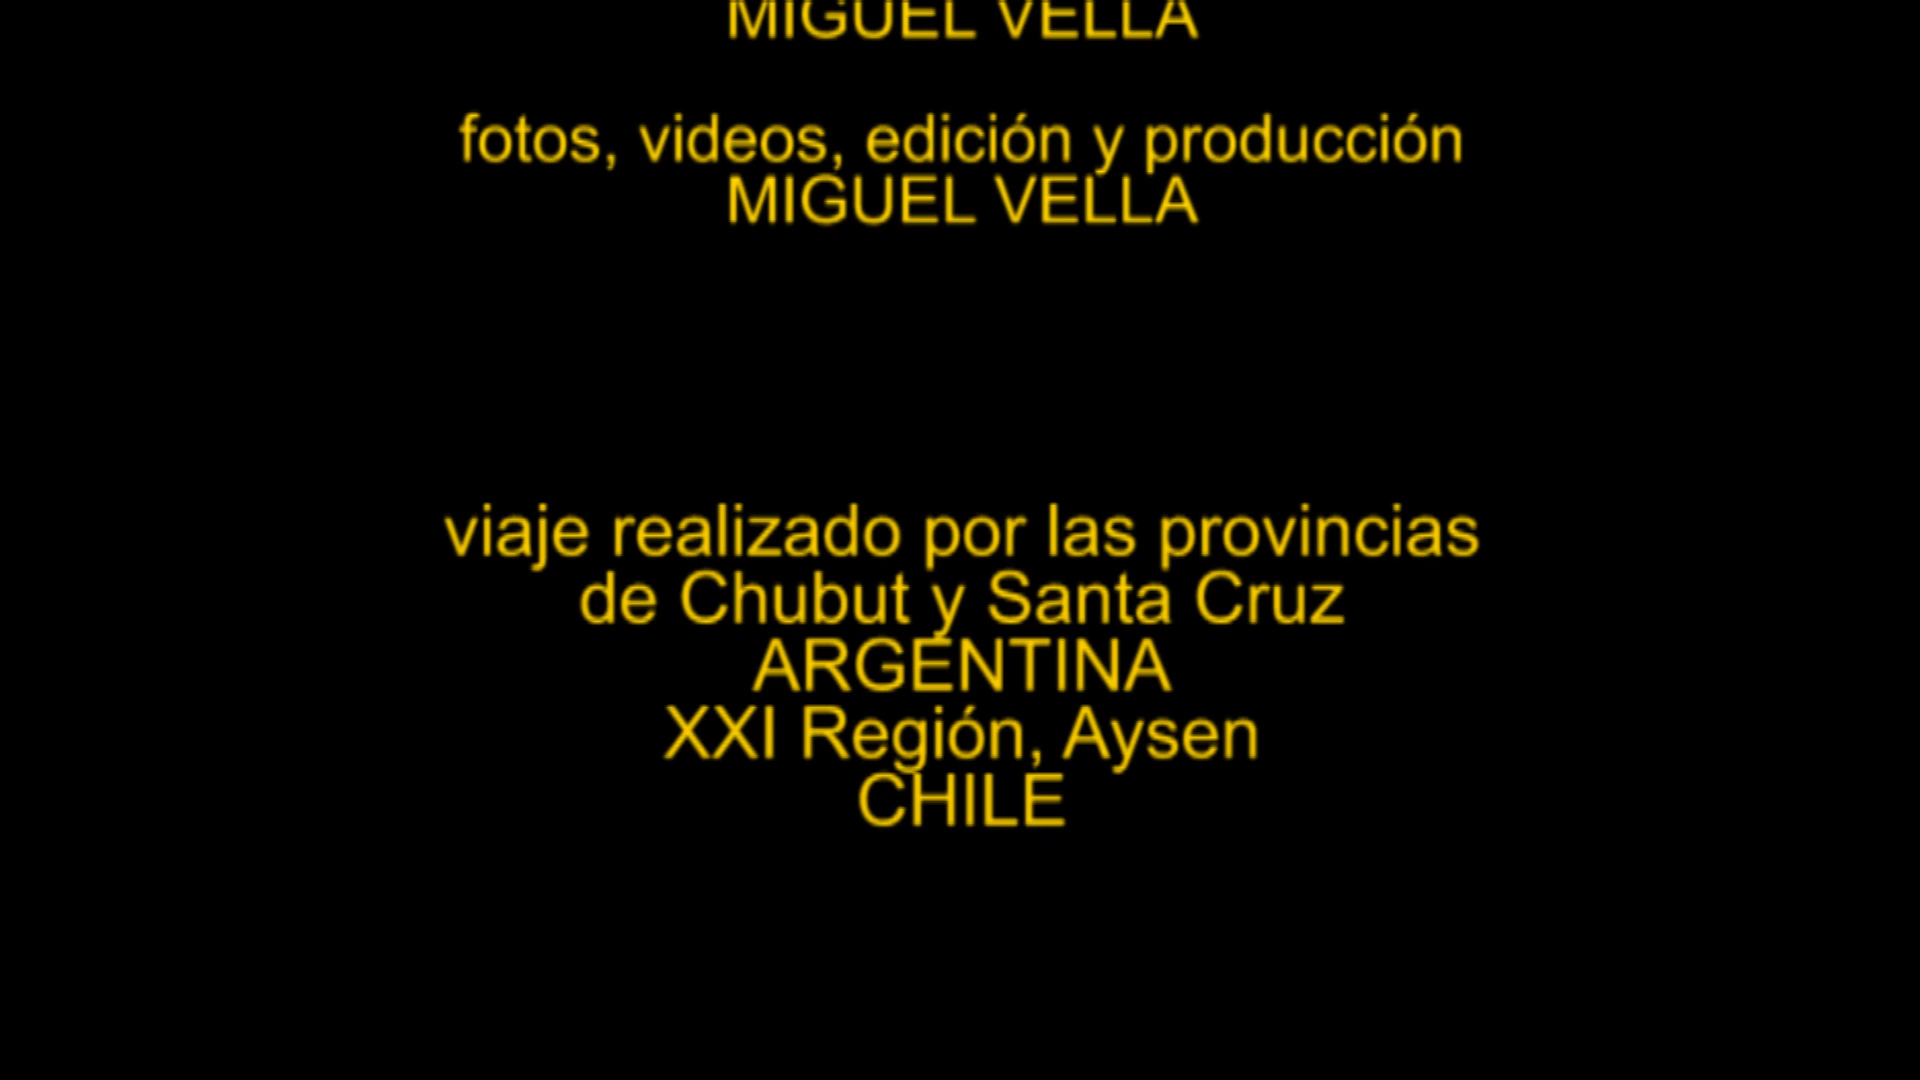 MIGUEL VELLA
fotos, videos, edición y producción
MIGUEL VELLA
viaje realizado por las provincias
de Chubut y Santa Cruz
ARGENTINA
XXI Región, Aysen
CHILE